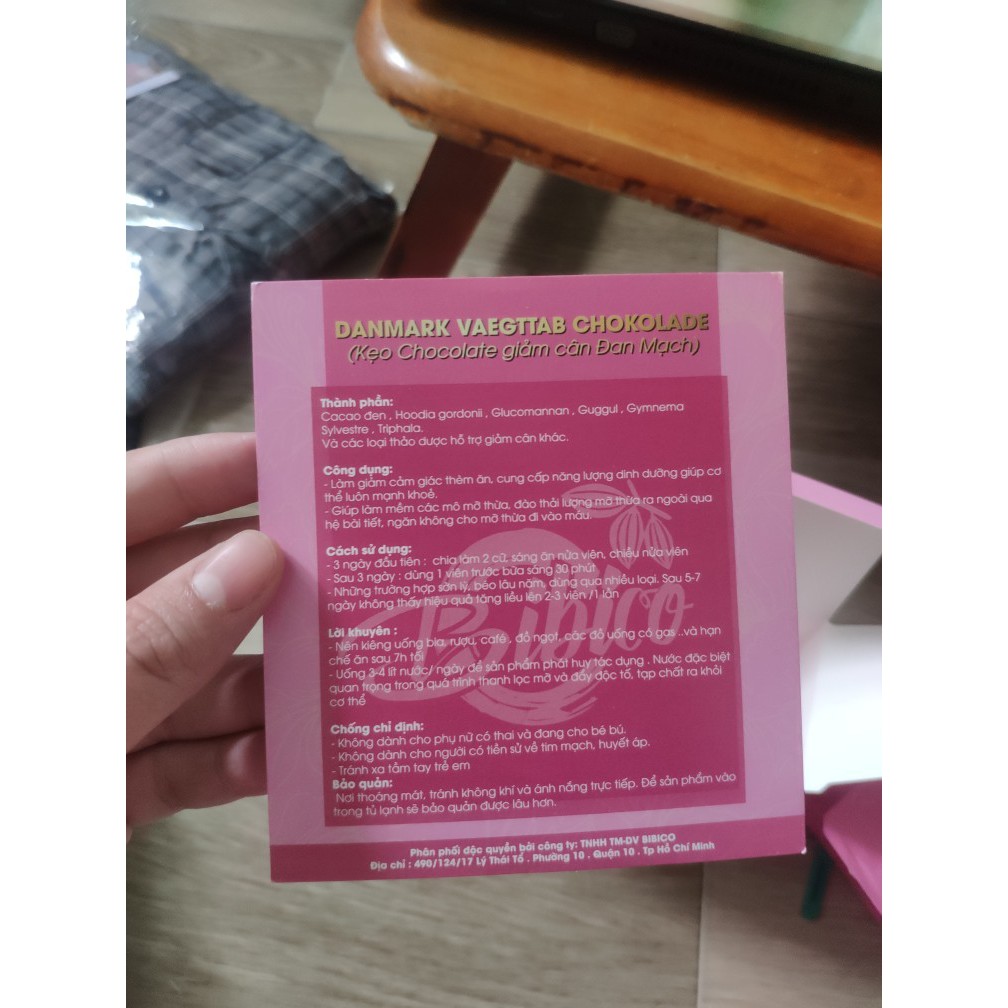 DANMARK VAEGTTAB CHOKOLADE
(Kẹo Chocolate giảm cân Đan Mạch)
Thành phần:
Cacao đen , Hoodia gordonii , Glucomannan , Guggul , Gymnema
Sylvestre , Triphala.
Và các loại thảo dược hỗ trợ giảm cân khác.
Công dụng:
- Làm giảm cảm giác thèm ăn, cung cấp năng lượng dinh dưỡng giúp cơ
thể luôn mạnh khoẻ.
- Giúp làm mềm các mô mỡ thừa, đào thải lượng mỡ thừa ra ngoài qua
hệ bài tiết, ngăn không cho mỡ thừa đi vào máu.
Cách sử dụng:
- 3 ngày đầu tiên : chia làm 2 cữ, sáng ăn nửa viên, chiều nửa viên
- Sau 3 ngày : dùng 1 viên trước bữa sáng 30 phút
- Những trường hợp sờn lỳ, béo lâu năm, dùng qua nhiều loại. Sau 5-7
ngày không thấy hiệu quả tăng liều lên 2-3 viên /1 lần
Lời khuyên :
- Nên kiêng uống bia, rượu, café , đồ ngọt, các đồ uống có gas ..và hạn
chế ăn sau 7h tối
- Uống 3-4 lít nước/ ngày để sản phẩm phát huy tác dụng . Nước đặc biệt
quan trọng trong quá trình thanh lọc mỡ và đẩy độc tố, tạp chất ra khỏi
cơ thể
Bibico
Chống chỉ định:
- Không dành cho phụ nữ có thai và đang cho bé bú.
- Không dành cho người có tiền sử về tim mạch, huyết áp.
- Tránh xa tầm tay trẻ em
Bảo quản:
Nơi thoáng mát, tránh không khí và ánh nắng trực tiếp. Để sản phẩm vào
trong tủ lạnh sẽ bảo quản được lâu hơn.
Phân phối độc quyền bởi công ty: TNHH TM-DV BIBICO
Địa chỉ : 490/124/17 Lý Thái Tổ . Phường 10 . Quận 10 . Tp Hồ Chí Minh